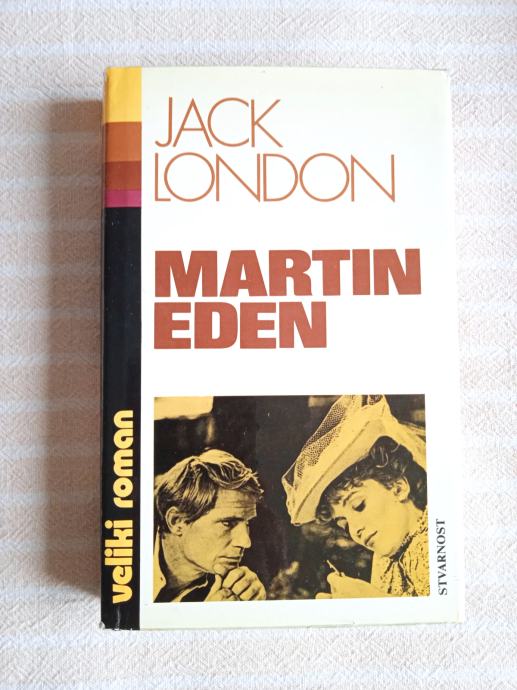 JACK
LONDON
MARTIN
EDEN
veliki roman
STVARNOST